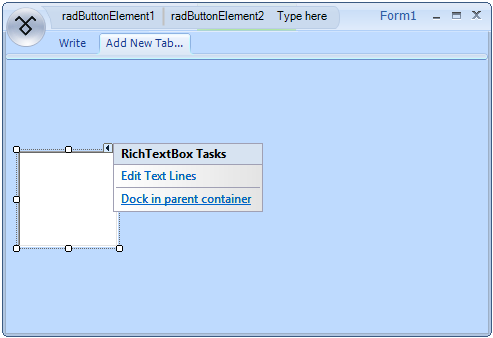 radButtonElement1 radButtonElement2 Type here Form1
Write Add New Tab...
RichTextBox Tasks
Edit Text Lines
Dock in parent container